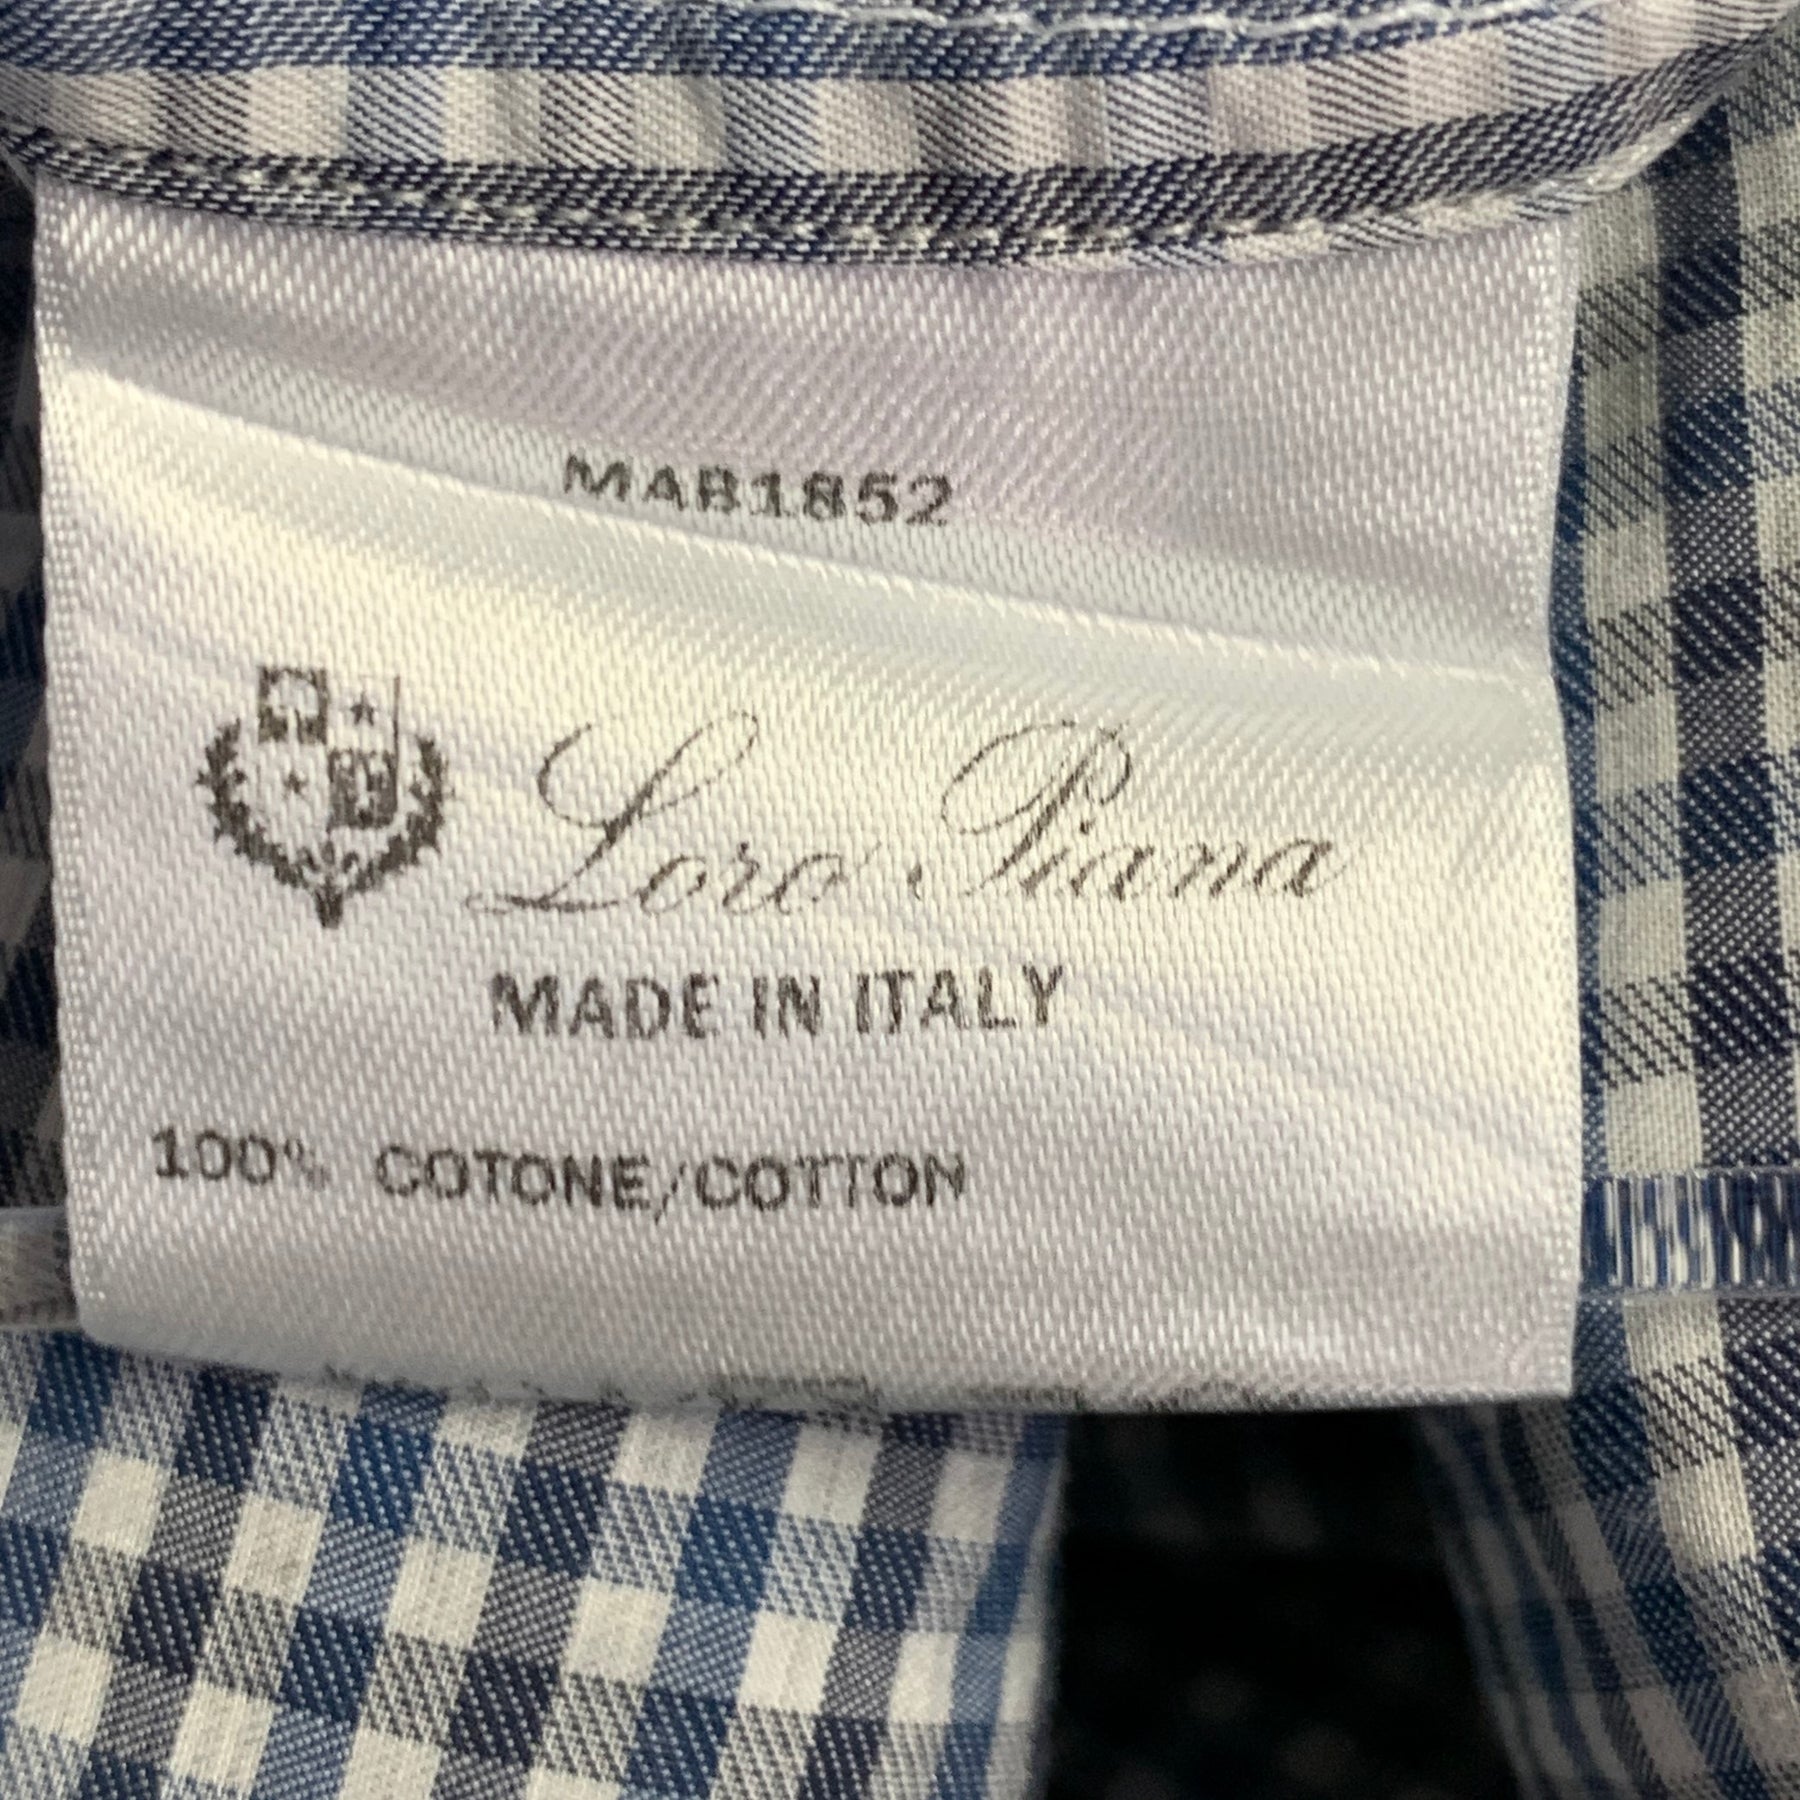 MAB1852
Loro Piana
MADE IN ITALY
100% COTONE/COTTON